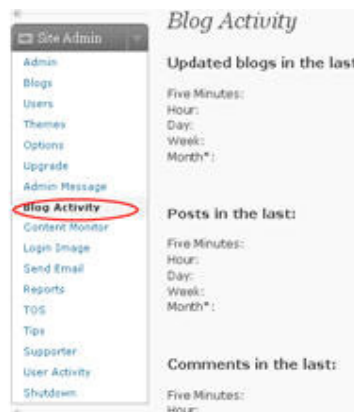 Site Admin
Admin
Blogs
Users
Themes
Options
Upgrade
Admin Message
Blog Activity
Content Monitor
Login Image
Send Email
Reports
TOS
Tips
Supporter
User Activity
Shutdown
Blog Activity
Updated blogs in the last
Five Minutes:
Hour:
Day:
Week:
Month*:
Posts in the last:
Five Minutes:
Hour:
Day:
Week:
Month*:
Comments in the last:
Five Minutes:
Hour: